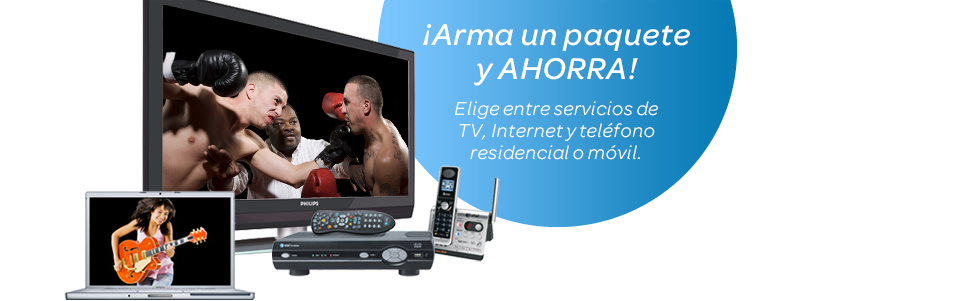 ¡Arma un paquete
y AHORRA!
Elige entre servicios de
TV, Internet y teléfono
residencial o móvil.
PHILIPS